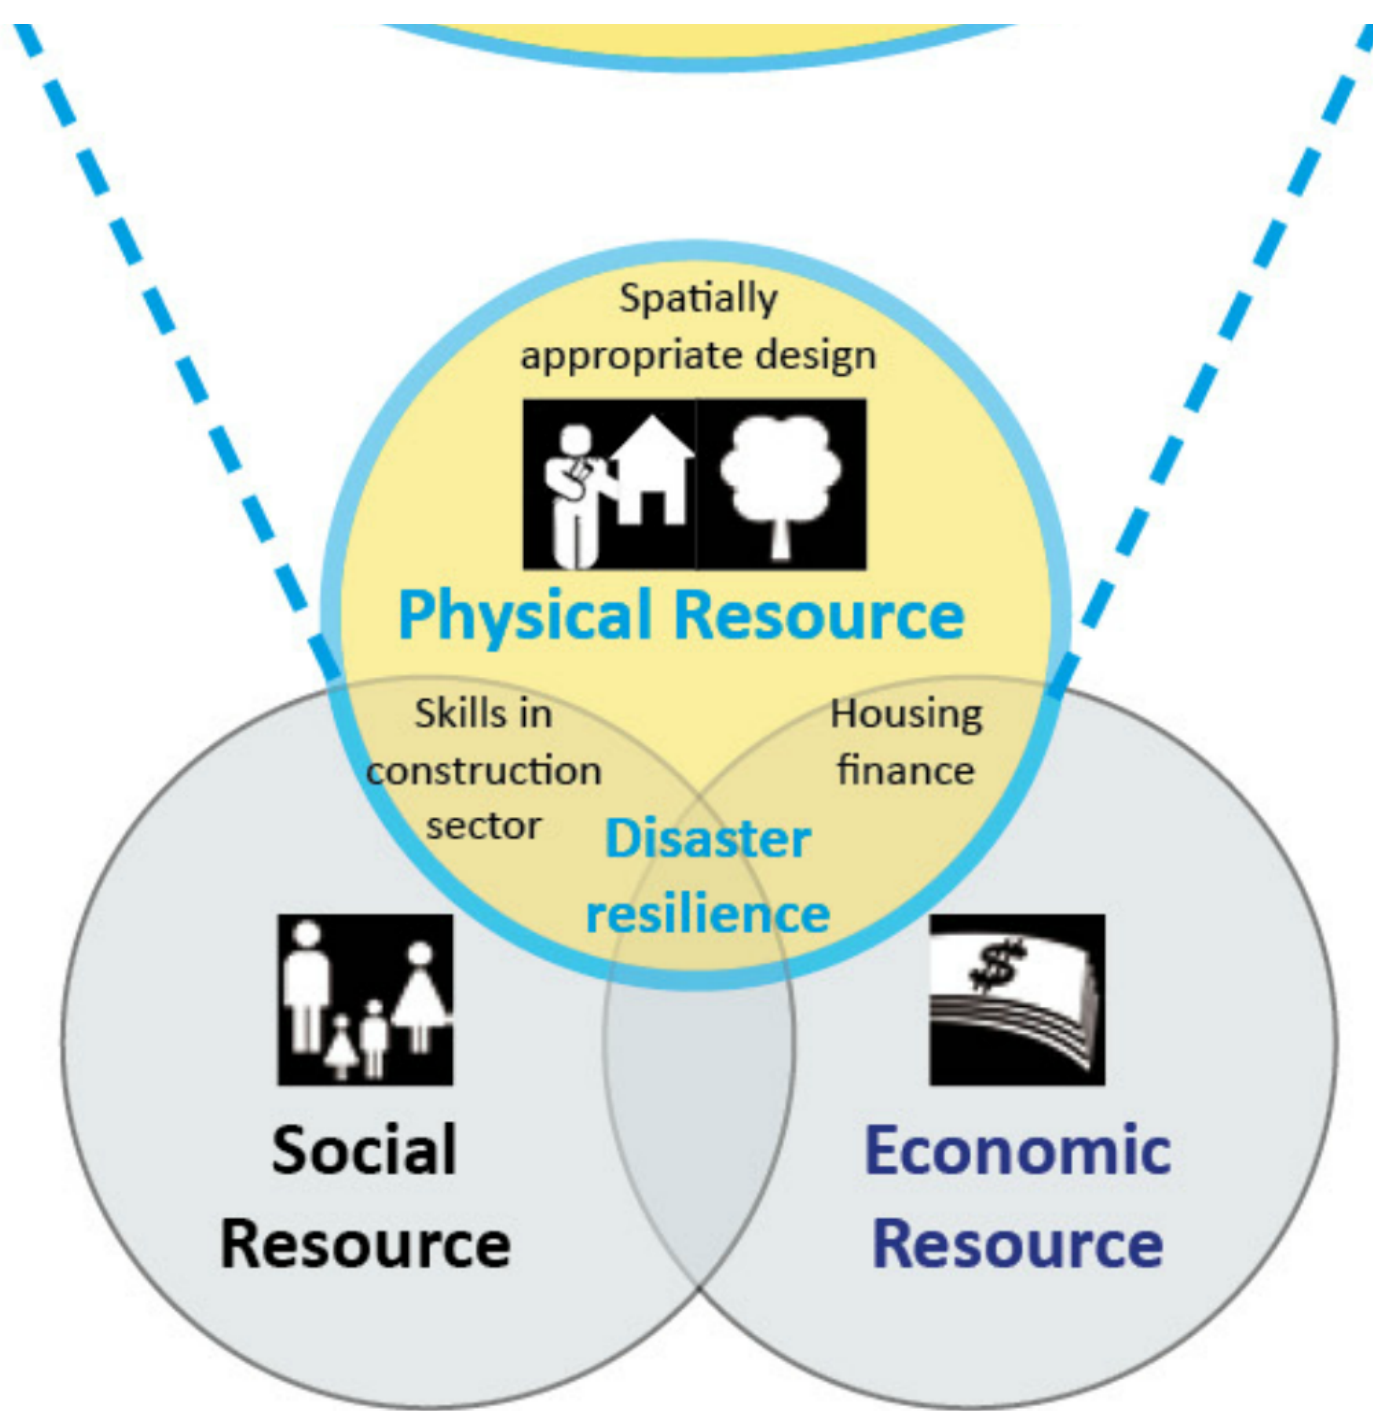 Spatially
appropriate design
Physical Resource
Skills in
construction
sector
Housing
finance
Disaster
resilience
$
Social
Resource
Economic
Resource